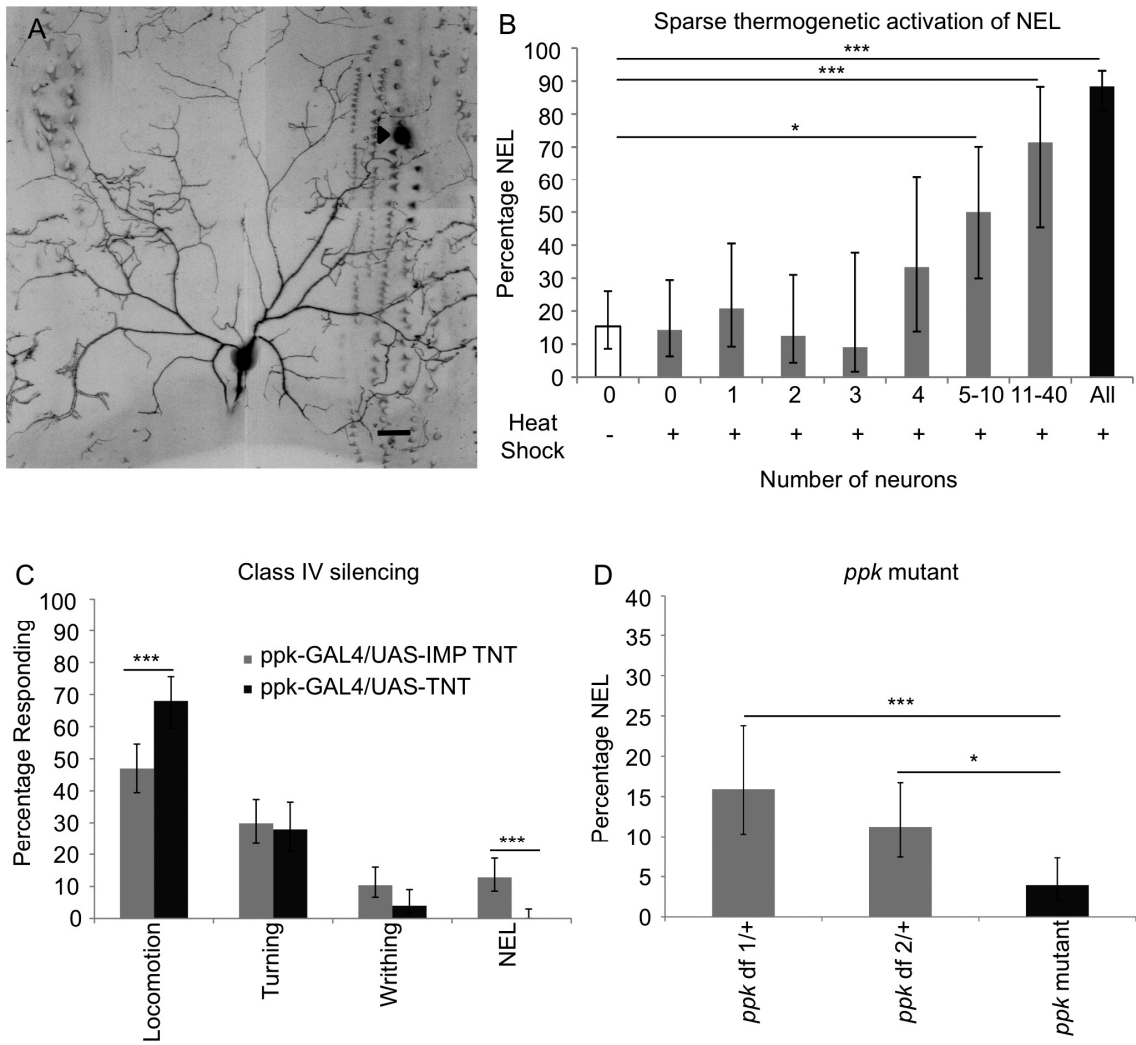 A
B
Sparse thermogenetic activation of NEL
Percentage NEL
100
90
80
70
60
50
40
30
20
10
0
***
***
*
0 0 1 2 3 4 5-10 11-40 All
Heat
Shock
- + + + + + + + +
Number of neurons
C
Class IV silencing
Percentage Responding
100
90
80
70
60
50
40
30
20
10
0
***
ppk-GAL4/UAS-IMP TNT
ppk-GAL4/UAS-TNT
***
Locomotion
Turning
Writhing
NEL
D
ppk mutant
Percentage NEL
40
35
30
25
20
15
10
5
0
***
*
ppk df 1/+
ppk df 2/+
ppk mutant